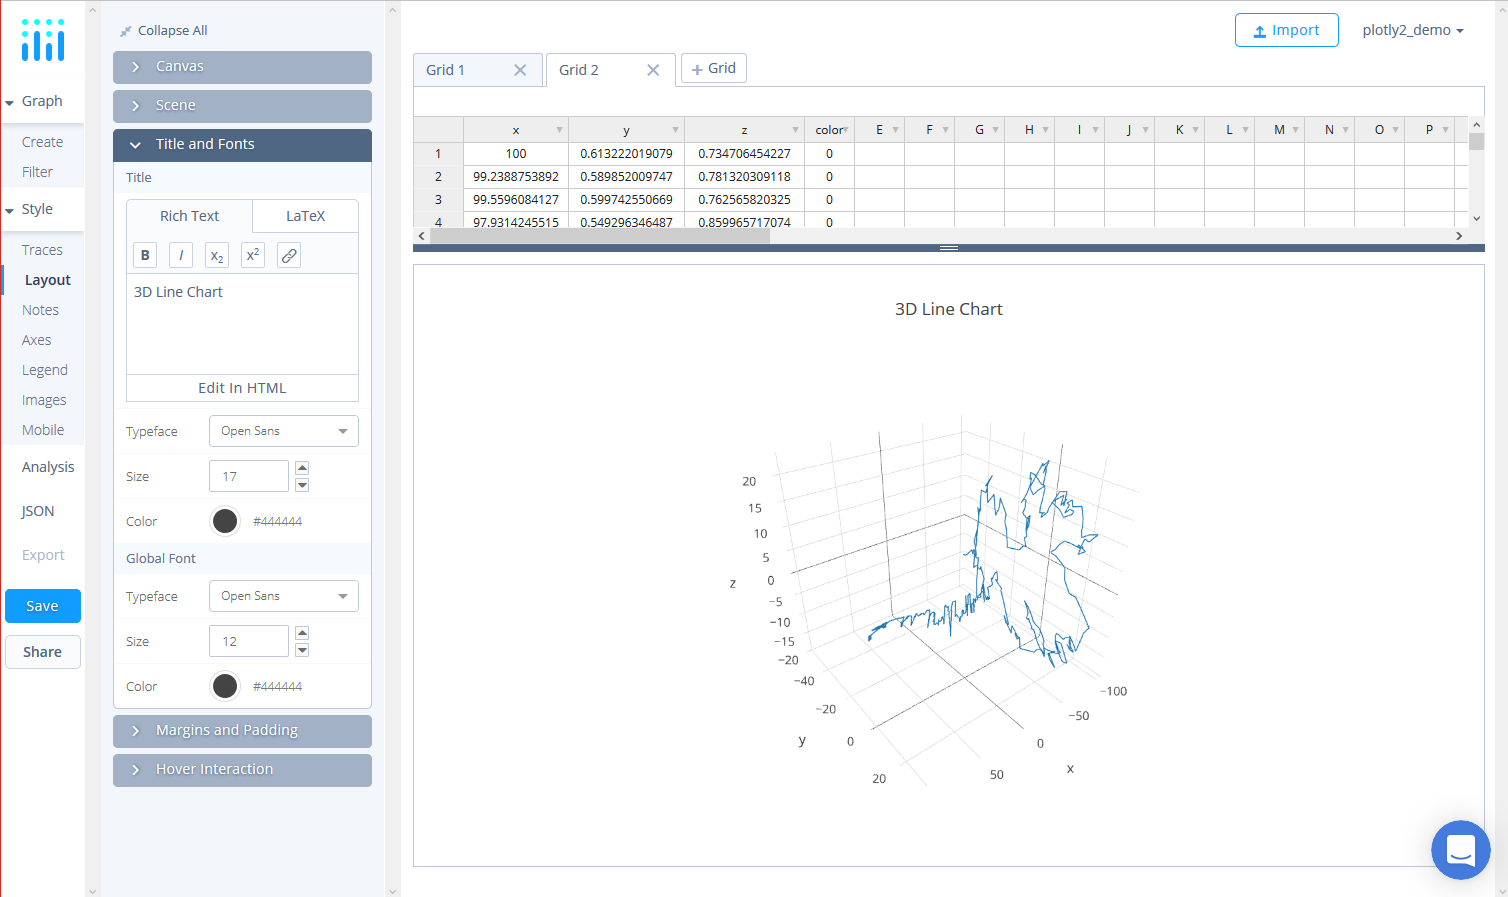 Collapse All
Import
plotly2_demo
Canvas
Grid 1
Grid 2
+ Grid
Graph
Scene
Create
Title and Fonts
x y z color E F G H I J K L M N O P
1 100 0.613222019079 0.734706454227 0
2 99.2388753892 0.589852009747 0.781320309118 0
3 99.5596084127 0.599742550669 0.762565820325 0
4 97.9314245515 0.549296346487 0.859965717074 0
Filter
Title
Style
Rich Text
LaTeX
Traces
B I x2 x2
Layout
3D Line Chart
Notes
Axes
Legend
Edit In HTML
Images
Mobile
Typeface
Open Sans
Analysis
Size
17
JSON
Color
#444444
Export
Global Font
Save
Typeface
Open Sans
Share
Size
12
Color
#444444
Margins and Padding
Hover Interaction
3D Line Chart
20
15
10
5
0
z
−5
−10
−15
−20
−40
−20
0
20
y
−100
−50
0
50
x